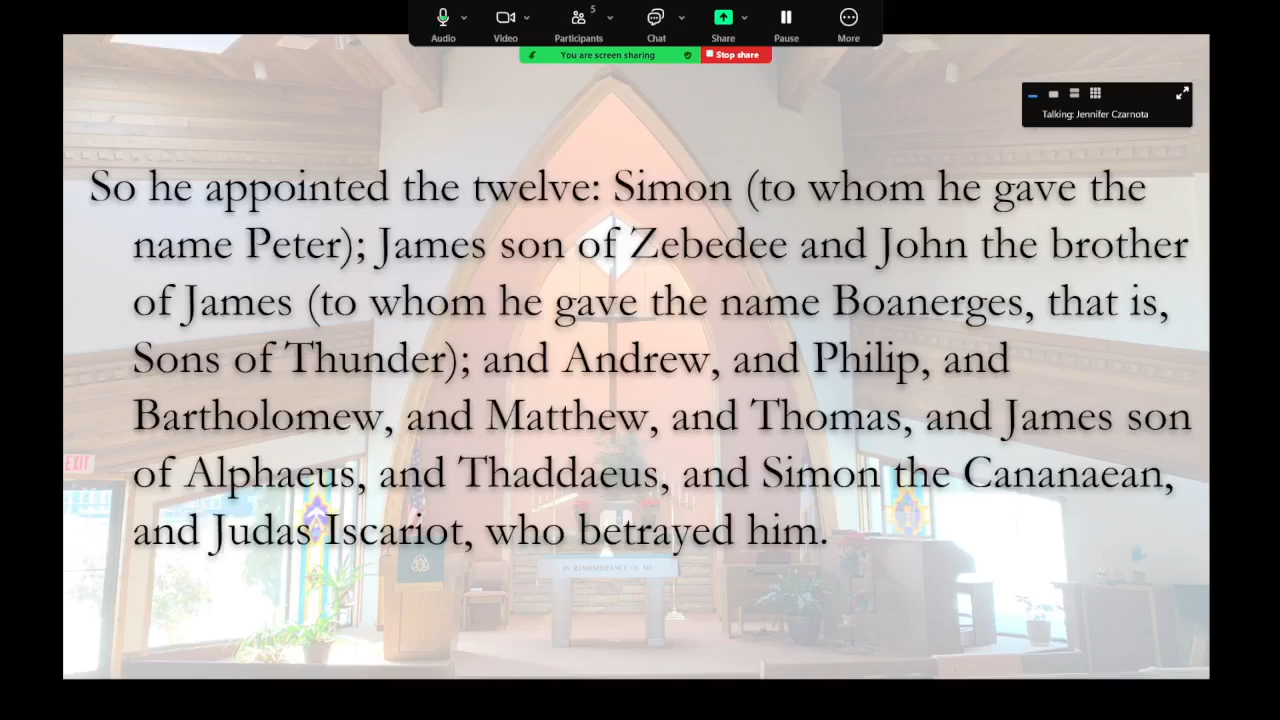 5
Audio
Video
Participants
Chat
Share
Pause
More
You are screen sharing
Stop share
Talking: Jennifer Czarnota
So he appointed the twelve: Simon (to whom he gave the
name Peter); James son of Zebedee and John the brother
of James (to whom he gave the name Boanerges, that is,
Sons of Thunder); and Andrew, and Philip, and
Bartholomew, and Matthew, and Thomas, and James son
of Alphaeus, and Thaddaeus, and Simon the Cananaean,
and Judas Iscariot, who betrayed him.
EXIT
IN REMEMBRANCE OF ME